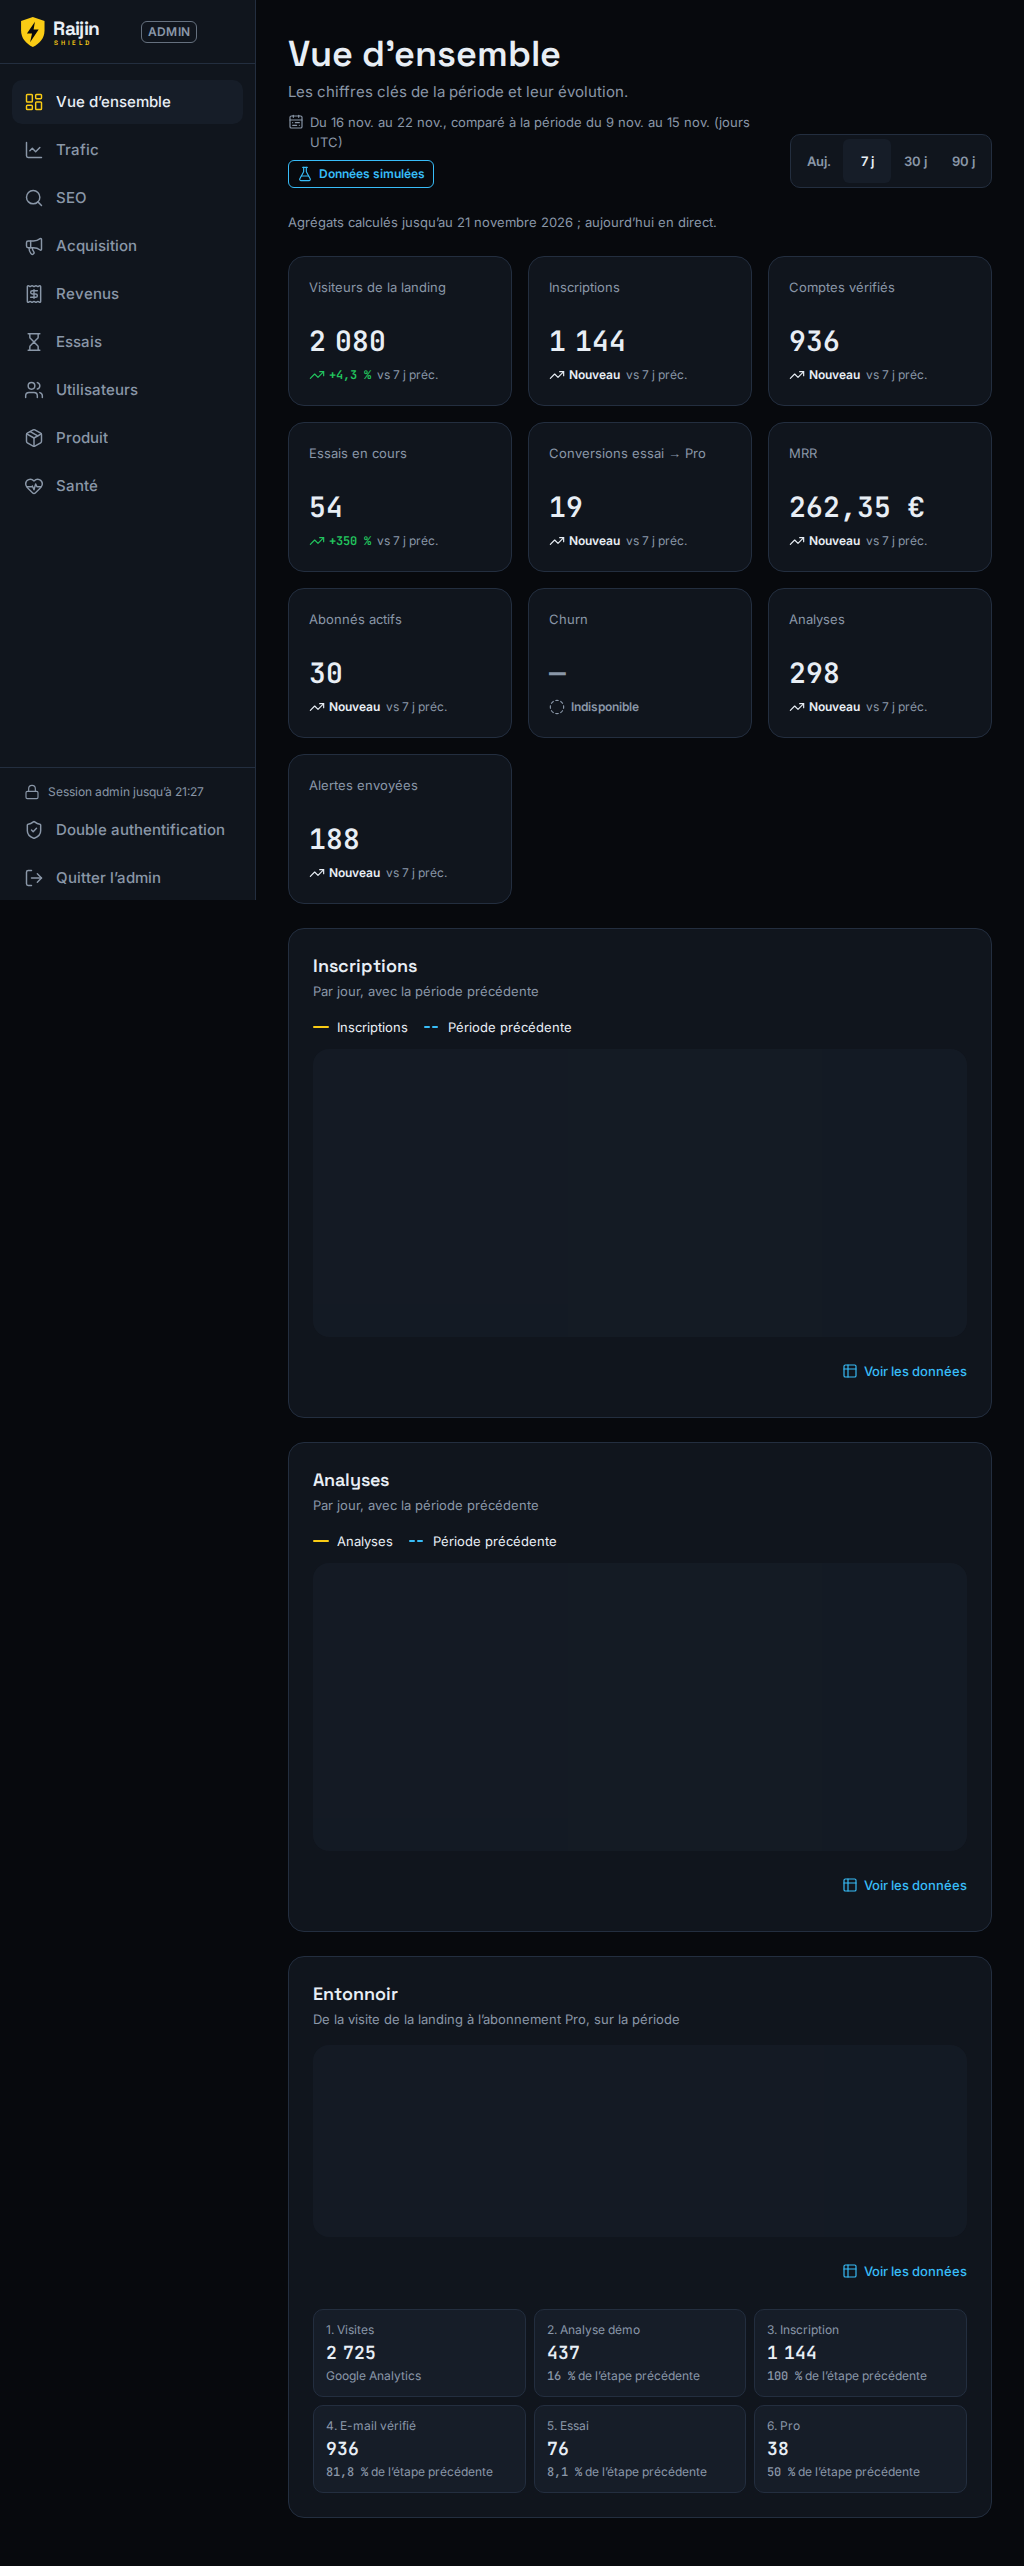 Raijin
SHIELD
ADMIN
Vue d’ensemble
Trafic
SEO
Acquisition
Revenus
Essais
Utilisateurs
Produit
Santé
Session admin jusqu’à 21:27
Double authentification
Quitter l’admin
Vue d’ensemble
Les chiffres clés de la période et leur évolution.
Du 16 nov. au 22 nov., comparé à la période du 9 nov. au 15 nov. (jours
UTC)
Données simulées
Auj.
7 j
30 j
90 j
Agrégats calculés jusqu’au 21 novembre 2026 ; aujourd’hui en direct.
Visiteurs de la landing
2 080
+4,3 % vs 7 j préc.
Inscriptions
1 144
Nouveau vs 7 j préc.
Comptes vérifiés
936
Nouveau vs 7 j préc.
Essais en cours
54
+350 % vs 7 j préc.
Conversions essai → Pro
19
Nouveau vs 7 j préc.
MRR
262,35 €
Nouveau vs 7 j préc.
Abonnés actifs
30
Nouveau vs 7 j préc.
Churn
—
Indisponible
Analyses
298
Nouveau vs 7 j préc.
Alertes envoyées
188
Nouveau vs 7 j préc.
Inscriptions
Par jour, avec la période précédente
Inscriptions
Période précédente
Voir les données
Analyses
Par jour, avec la période précédente
Analyses
Période précédente
Voir les données
Entonnoir
De la visite de la landing à l’abonnement Pro, sur la période
Voir les données
1. Visites
2 725
Google Analytics
2. Analyse démo
437
16 % de l’étape précédente
3. Inscription
1 144
100 % de l’étape précédente
4. E-mail vérifié
936
81,8 % de l’étape précédente
5. Essai
76
8,1 % de l’étape précédente
6. Pro
38
50 % de l’étape précédente